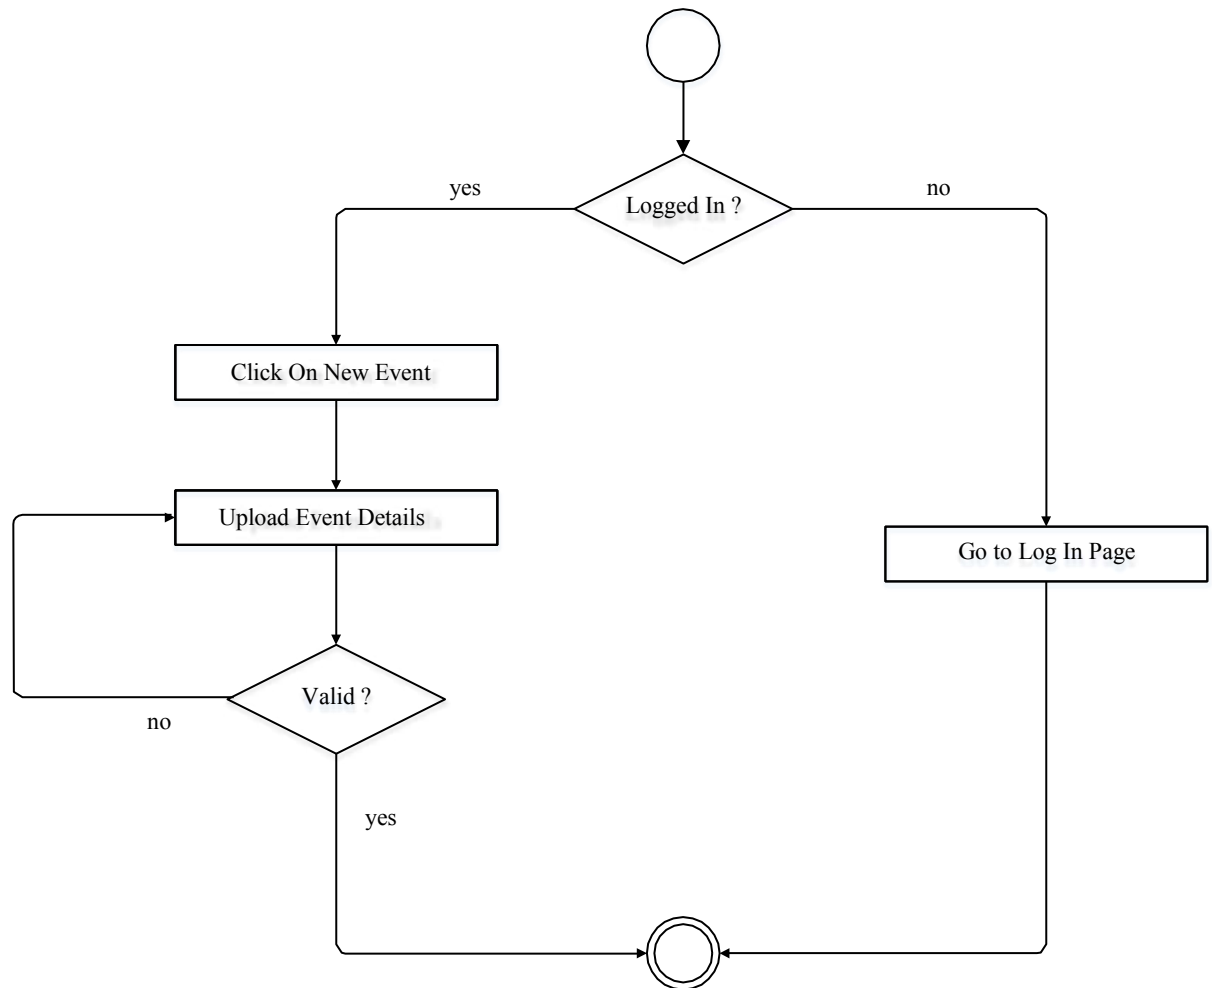 yes
no
Logged In ?
Click On New Event
Upload Event Details
Go to Log In Page
Valid ?
no
yes